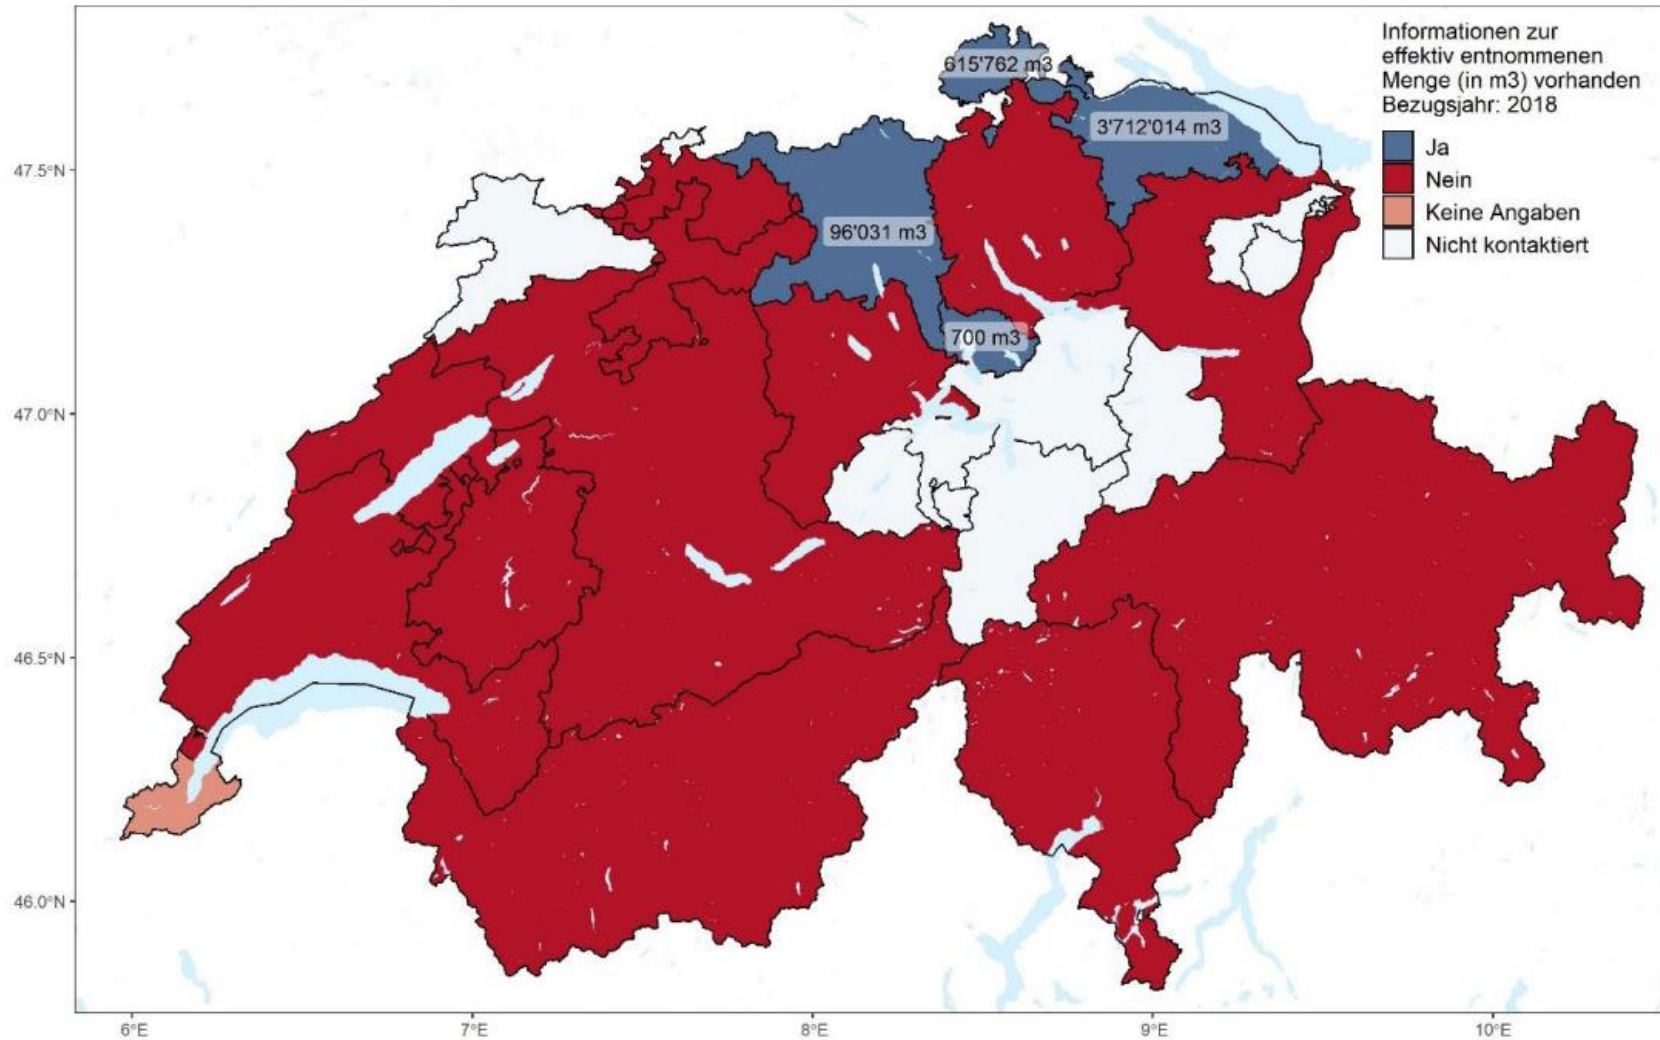 Informationen zur
effektiv entnommenen
Menge (in m3) vorhanden
Bezugsjahr: 2018
Ja
Nein
Keine Angaben
Nicht kontaktiert
615'762 m3
3'712'014 m3
96'031 m3
700 m3
47.5°N
47.0°N
46.5°N
46.0°N
6°E
7°E
8°E
9°E
10°E